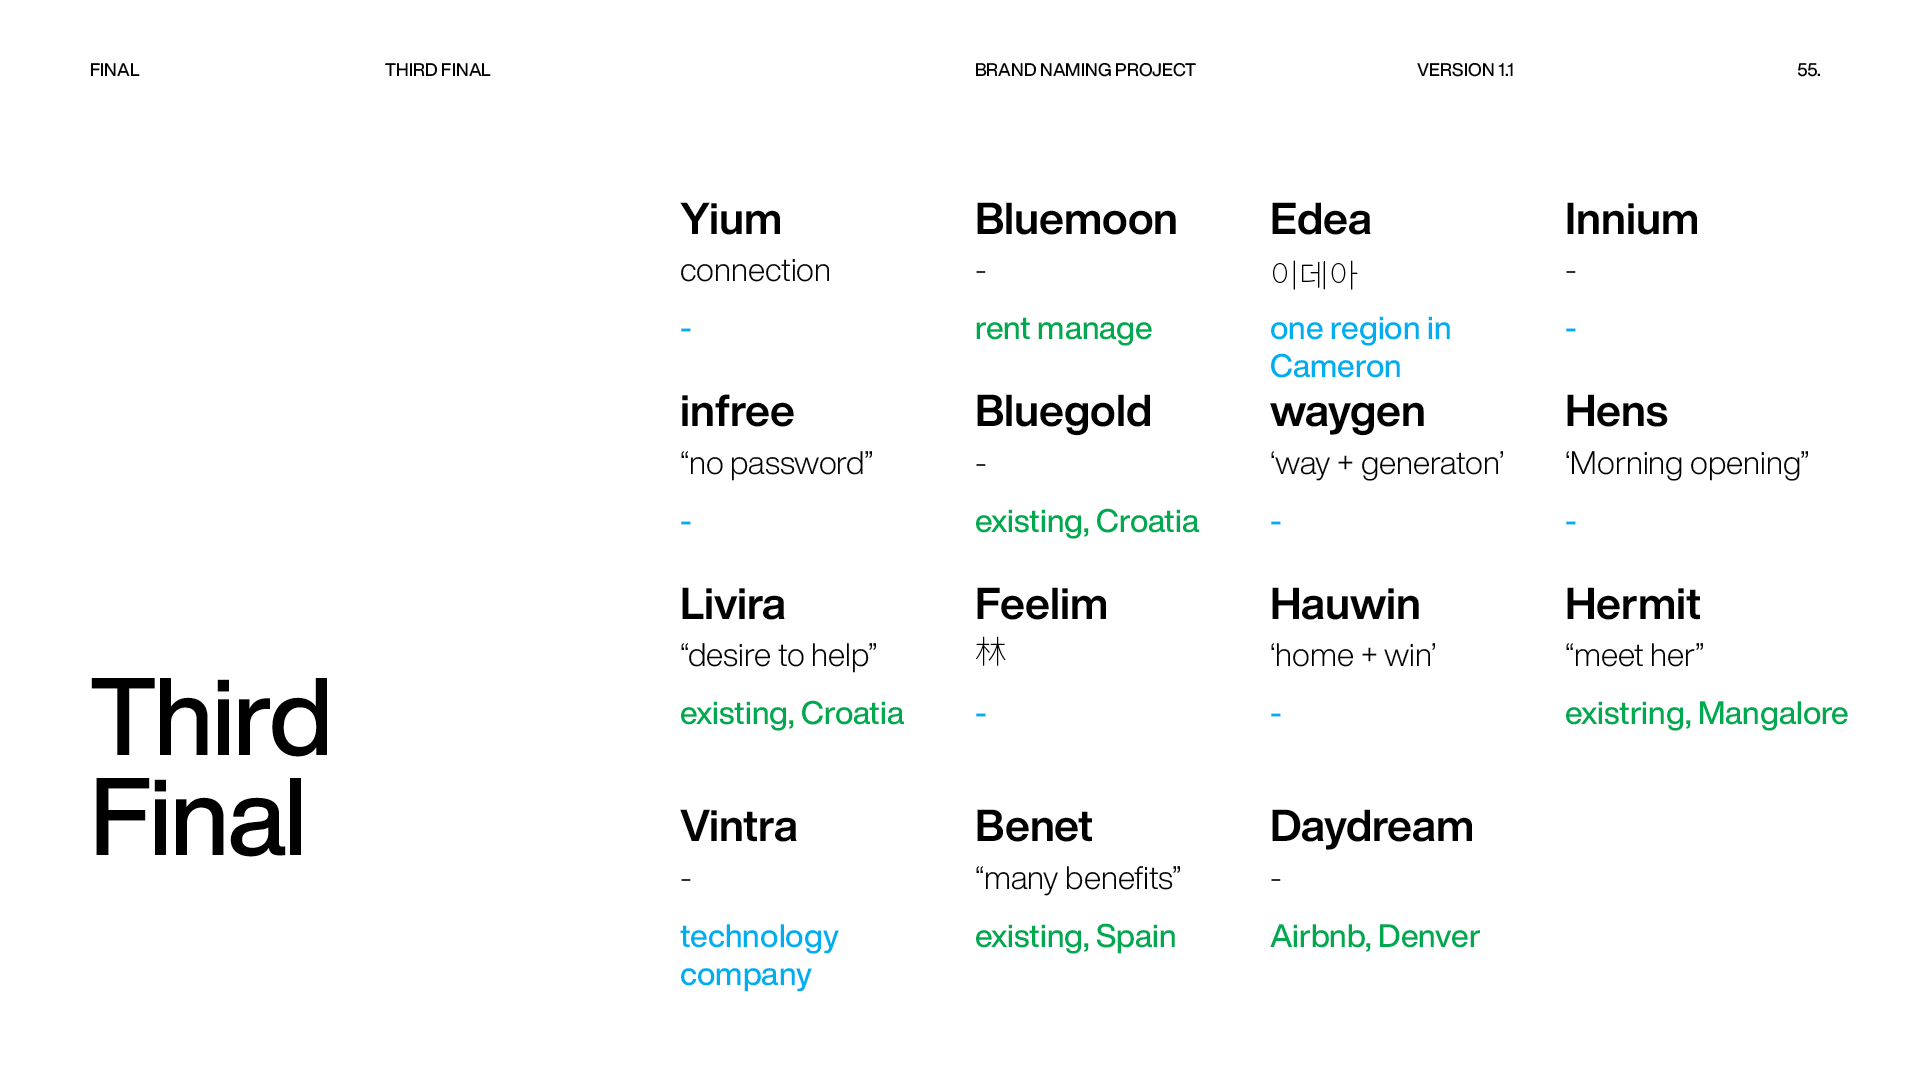 FINAL
THIRD FINAL
BRAND NAMING PROJECT
VERSION 1.1
55.
Third
Final
Yium
connection
-
Bluemoon
-
rent manage
Edea
이데아
one region in
Cameron
Innium
-
-
infree
“no password”
-
Bluegold
-
existing, Croatia
waygen
‘way + generaton’
-
Hens
‘Morning opening”
-
Livira
“desire to help”
existing, Croatia
Feelim
林
-
Hauwin
‘home + win’
-
Hermit
“meet her”
existring, Mangalore
Vintra
-
technology
company
Benet
“many benefits”
existing, Spain
Daydream
-
Airbnb, Denver